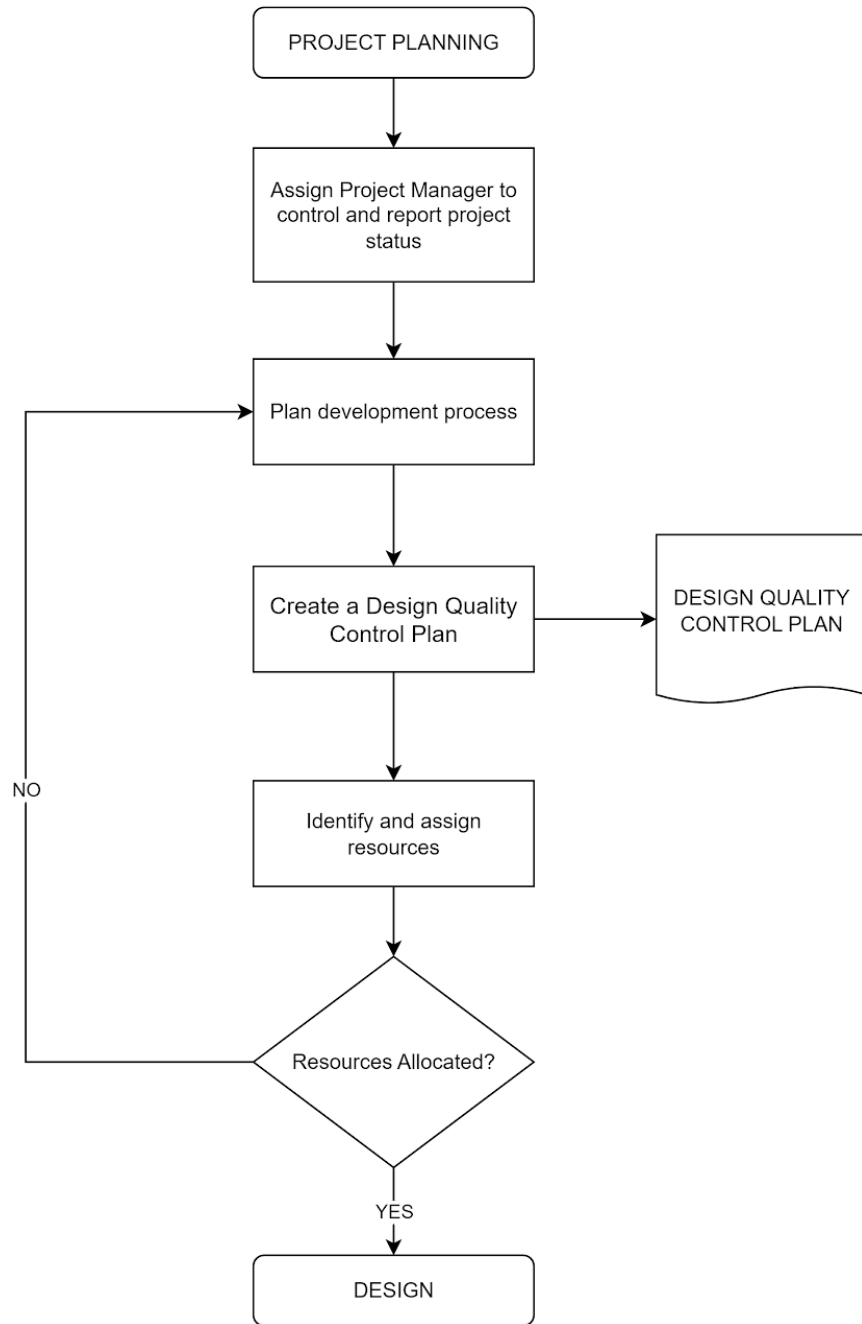 PROJECT PLANNING
Assign Project Manager to
control and report project
status
Plan development process
Create a Design Quality
Control Plan
DESIGN QUALITY
CONTROL PLAN
Identify and assign
resources
NO
Resources Allocated?
YES
DESIGN